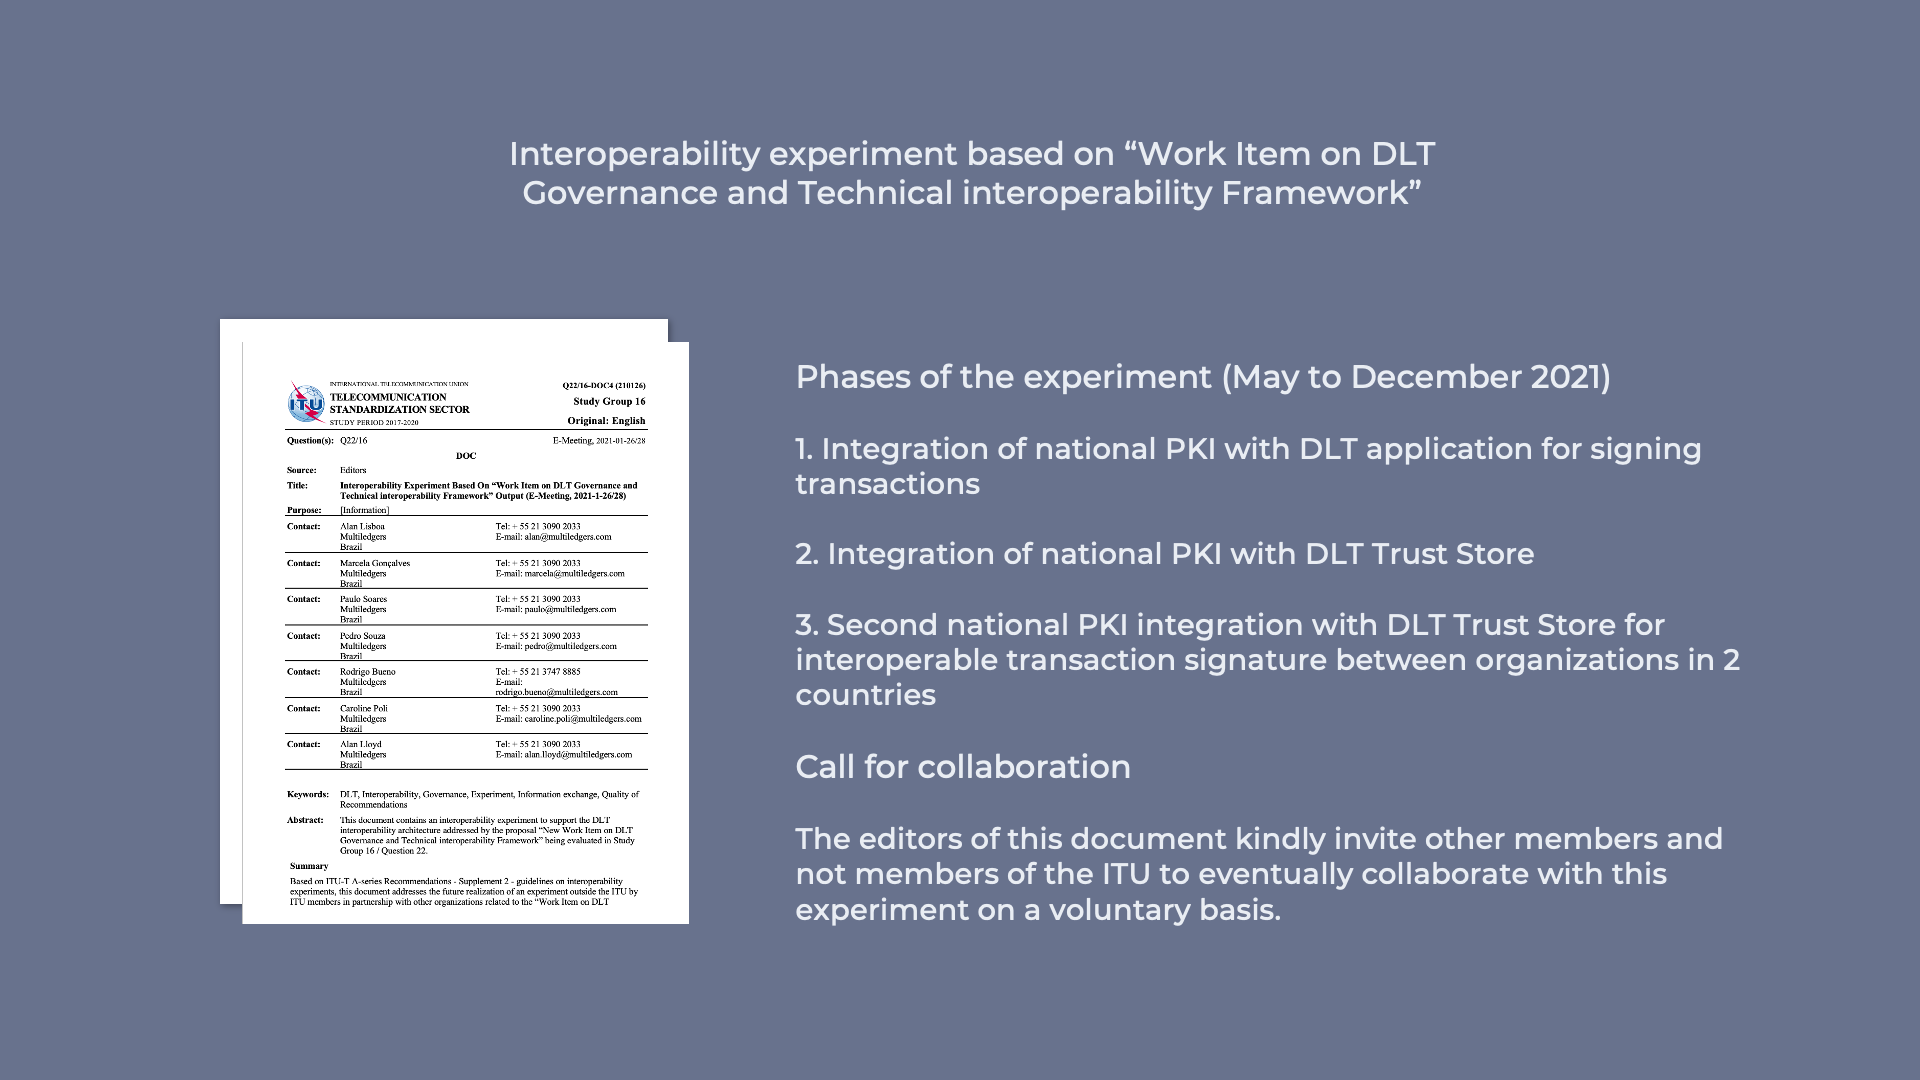 Interoperability experiment based on “Work Item on DLT
Governance and Technical interoperability Framework”
INTERNATIONAL TELECOMMUNICATION UNION
TELECOMMUNICATION
STANDARDIZATION SECTOR
STUDY PERIOD 2017-2020
ITU
Q22/16-DOC4 (210126)
Study Group 16
Original: English
Question(s): Q22/16 E-Meeting, 2021-01-26/28
DOC
Source: Editors
Title: Interoperability Experiment Based On “Work Item on DLT Governance and
Technical interoperability Framework” Output (E-Meeting, 2021-1-26/28)
Purpose: [Information]
Contact: Alan Lisboa Tel: + 55 21 3090 2033
Multiledgers E-mail: alan@multiledgers.com
Brazil
Contact: Marcela Gonçalves Tel: + 55 21 3090 2033
Multiledgers E-mail: marcela@multiledgers.com
Brazil
Contact: Paulo Soares Tel: + 55 21 3090 2033
Multiledgers E-mail: paulo@multiledgers.com
Brazil
Contact: Pedro Souza Tel: + 55 21 3090 2033
Multiledgers E-mail: pedro@multiledgers.com
Brazil
Contact: Rodrigo Bueno Tel: + 55 21 3747 8885
Multiledgers E-mail:
Brazil rodrigo.bueno@multiledgers.com
Contact: Caroline Poli Tel: + 55 21 3090 2033
Multiledgers E-mail: caroline.poli@multiledgers.com
Brazil
Contact: Alan Lloyd Tel: + 55 21 3090 2033
Multiledgers E-mail: alan.lloyd@multiledgers.com
Brazil
Keywords: DLT, Interoperability, Governance, Experiment, Information exchange, Quality of
Recommendations
Abstract: This document contains an interoperability experiment to support the DLT
interoperability architecture addressed by the proposal “New Work Item on DLT
Governance and Technical interoperability Framework” being evaluated in Study
Group 16 / Question 22.
Summary
Based on ITU-T A-series Recommendations - Supplement 2 - guidelines on interoperability
experiments, this document addresses the future realization of an experiment outside the ITU by
ITU members in partnership with other organizations related to the “Work Item on DLT
Phases of the experiment (May to December 2021)
1. Integration of national PKI with DLT application for signing
transactions
2. Integration of national PKI with DLT Trust Store
3. Second national PKI integration with DLT Trust Store for
interoperable transaction signature between organizations in 2
countries
Call for collaboration
The editors of this document kindly invite other members and
not members of the ITU to eventually collaborate with this
experiment on a voluntary basis.